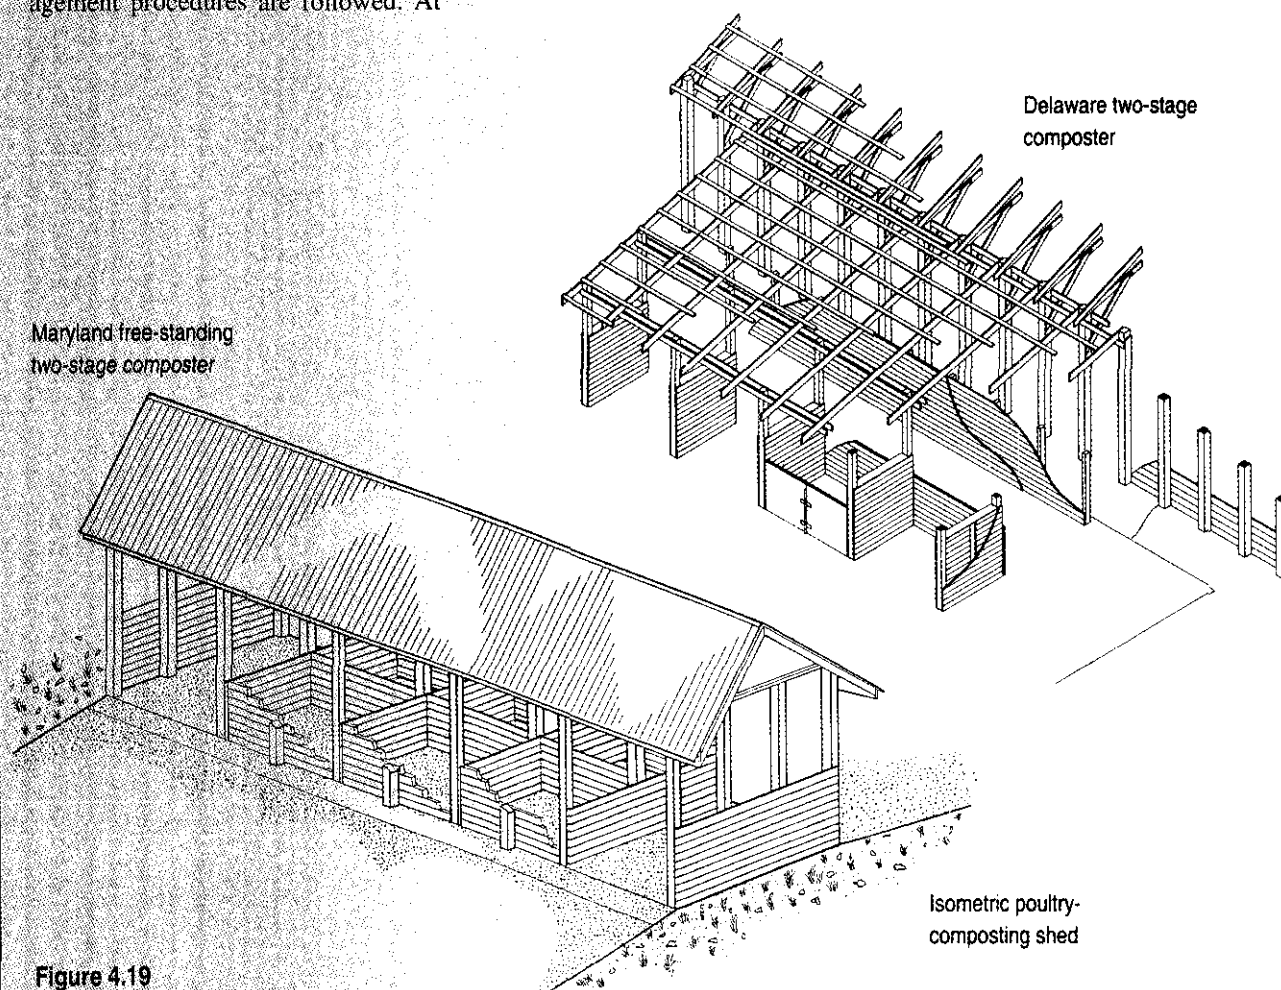 agement procedures are followed. At
Delaware two-stage
composter
Maryland free-standing
two-stage composter
Isometric poultry-
composting shed
Figure 4.19